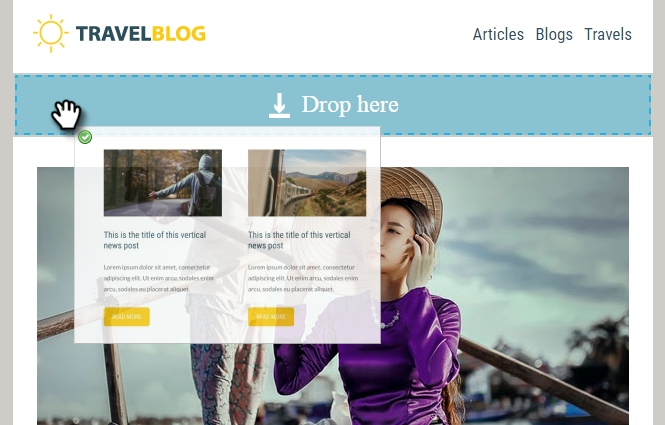 TRAVELBLOG
Articles Blogs Travels
Drop here
This is the title of this vertical
news post
Lorem ipsum dolor sit amet, consectetur
adipiscing elit. Ut enim arcu, sodales enim
arcu, sodales eu placerat aliquet.
READ MORE
This is the title of this vertical
news post
Lorem ipsum dolor sit amet, consectetur
adipiscing elit. Ut enim arcu, sodales enim
arcu, sodales eu placerat aliquet.
READ MORE